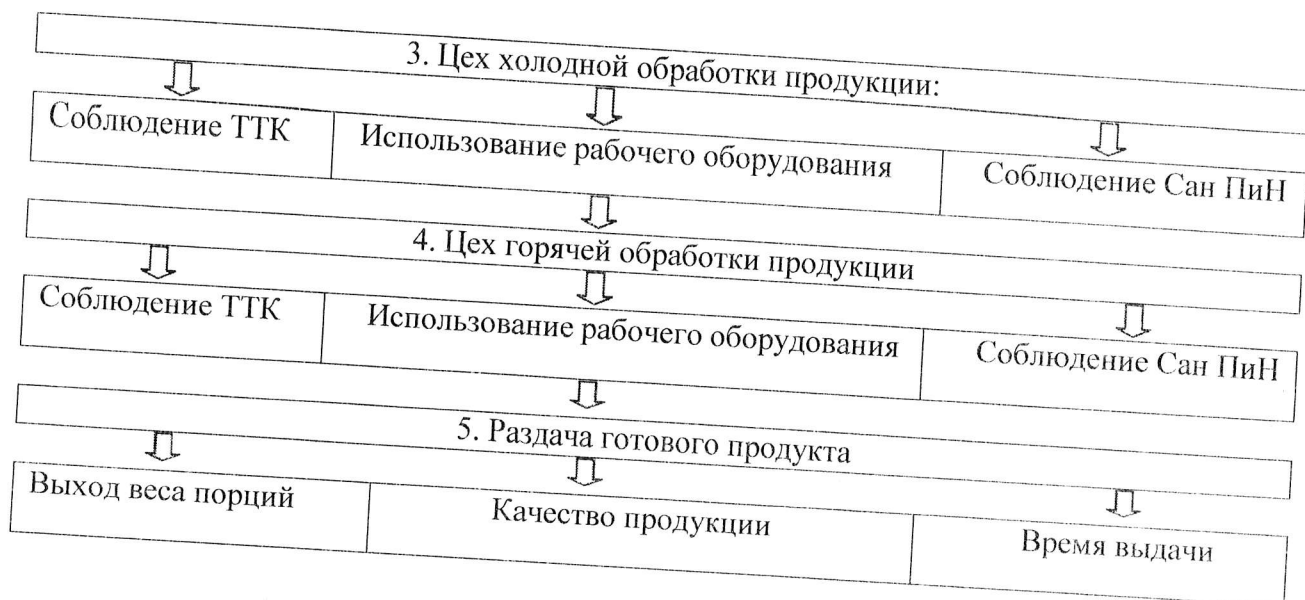 3. Цех холодной обработки продукции:
Соблюдение ТТК
Использование рабочего оборудования
Соблюдение Сан ПиН
4. Цех горячей обработки продукции
Соблюдение ТТК
Использование рабочего оборудования
Соблюдение Сан ПиН
5. Раздача готового продукта
Выход веса порций
Качество продукции
Время выдачи